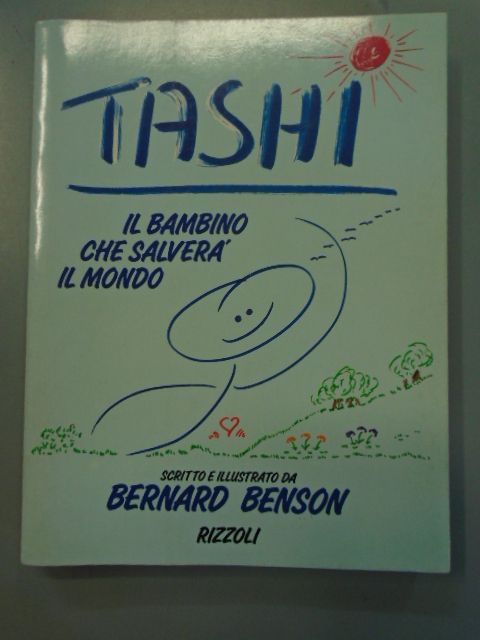 TASHI
IL BAMBINO
CHE SALVERA'
IL MONDO
SCRITTO E ILLUSTRATO DA
BERNARD BENSON
RIZZOLI